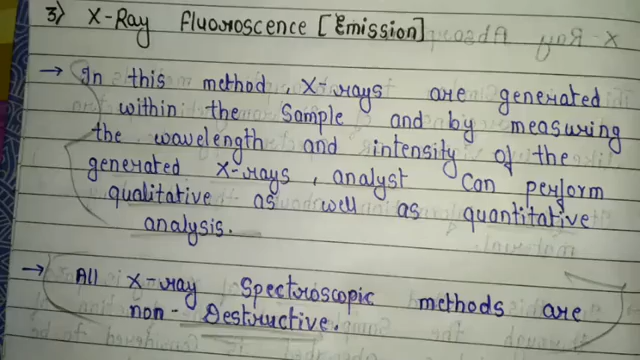 3) X-Ray Fluoroscence [Emission]
→ In this method, X-rays are generated
within the Sample and by measuring
the wavelength and intensity of the
generated X-rays, analyst can perform
qualitative as well as quantitative
analysis.
→ All X-ray Spectroscopic methods are
non-Destructive.